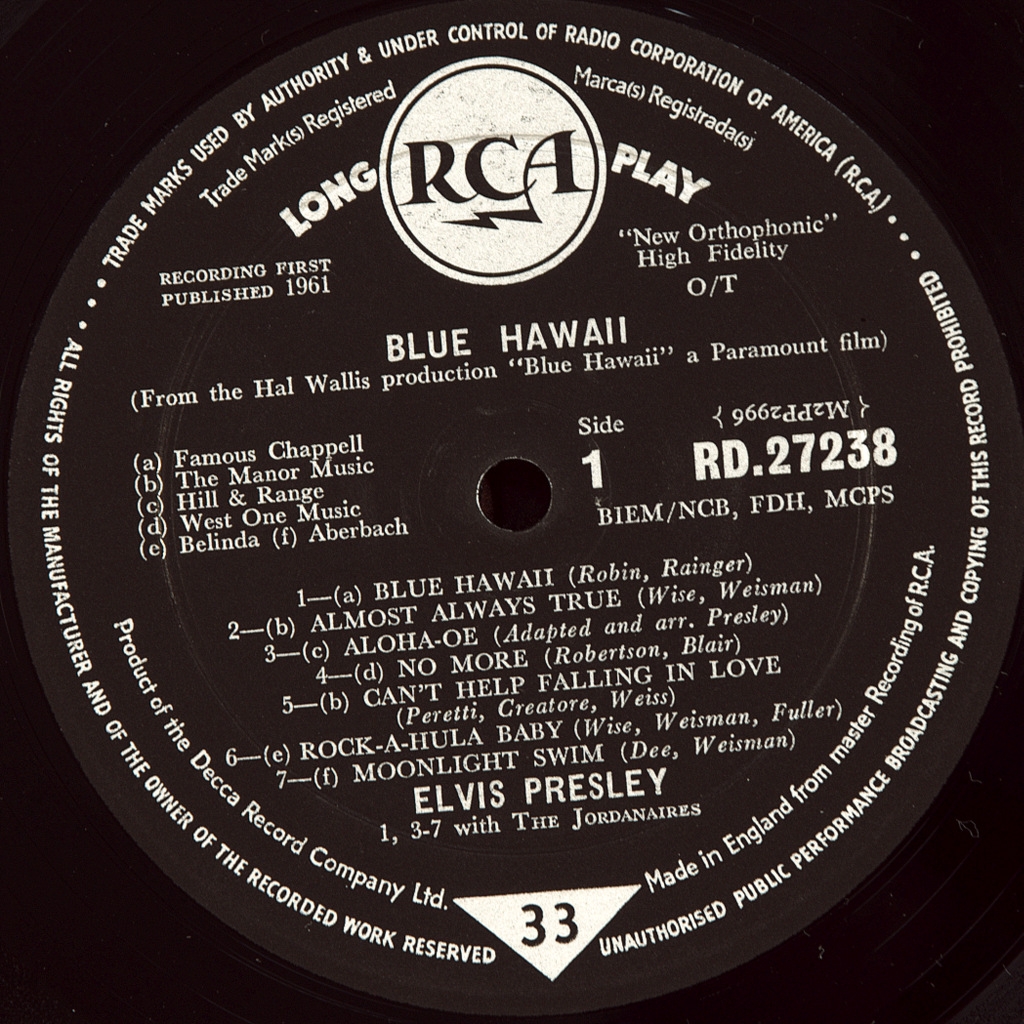 TRADE MARKS USED BY AUTHORITY & UNDER CONTROL OF RADIO CORPORATION OF AMERICA (RCA)
Trade Mark(s) Registered
Marca(s) Registrada(s)
LONG RCA PLAY
"New Orthophonic"
High Fidelity
O/T
RECORDING FIRST
PUBLISHED 1961
BLUE HAWAII
(From the Hal Wallis production "Blue Hawaii" a Paramount film)
(a) Famous Chappell
(b) The Manor Music
(c) Hill & Range
(d) West One Music
(e) Belinda (f) Aberbach
Side
1
{ M2PP2996 }
RD.27238
BIEM/NCB, FDH, MCPS
1—(a) BLUE HAWAII (Robin, Rainger)
2—(b) ALMOST ALWAYS TRUE (Wise, Weisman)
3—(c) ALOHA-OE (Adapted and arr. Presley)
4—(d) NO MORE (Robertson, Blair)
5—(b) CAN'T HELP FALLING IN LOVE
(Peretti, Creatore, Weiss)
6—(e) ROCK-A-HULA BABY (Wise, Weisman, Fuller)
7—(f) MOONLIGHT SWIM (Dee, Weisman)
ELVIS PRESLEY
1, 3-7 with THE JORDANAIRES
Product of the Decca Record Company Ltd.
33
Made in England from master Recording of R.C.A.
ALL RIGHTS OF THE MANUFACTURER AND OF THE OWNER OF THE RECORDED WORK RESERVED
UNAUTHORISED PUBLIC PERFORMANCE BROADCASTING AND COPYING OF THIS RECORD PROHIBITED